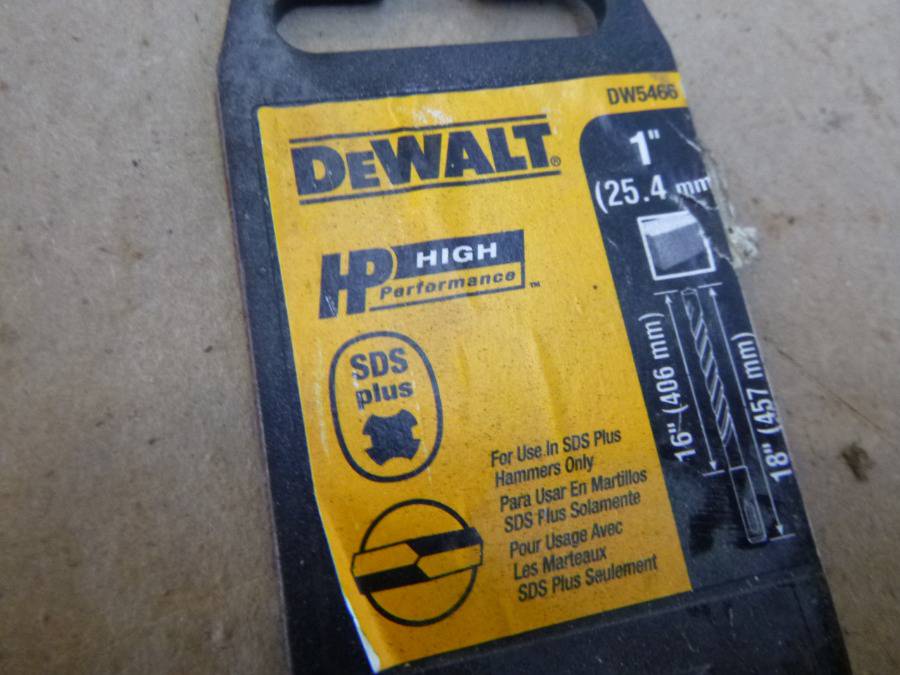 DW5466
DEWALT®
1"
(25.4 mm
HP HIGH
Performance™
SDS
plus
16" (406 mm)
18" (457 mm)
For Use In SDS Plus
Hammers Only
Para Usar En Martillos
SDS Plus Solamente
Pour Usage Avec
Les Marteaux
SDS Plus Seulement